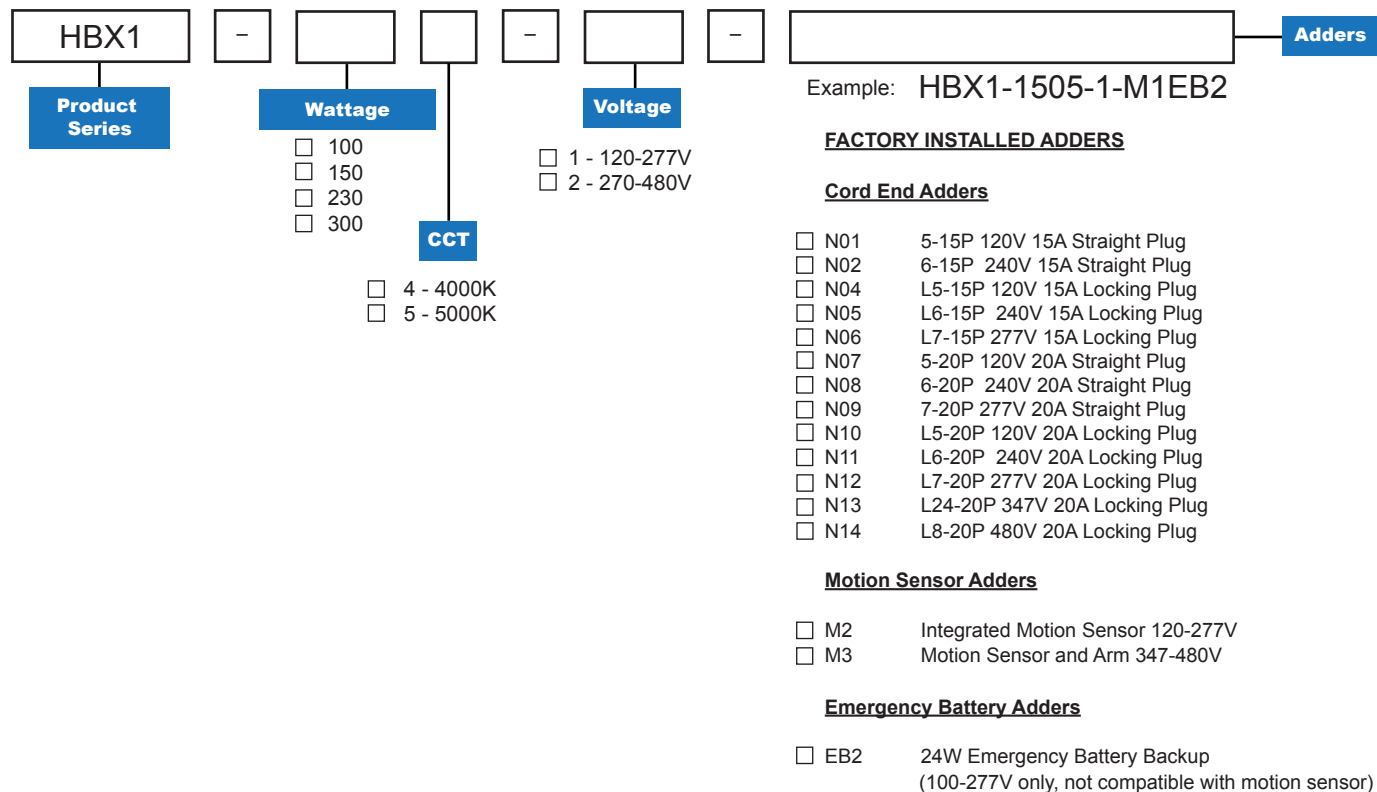 HBX1 – – – Adders
Product
Series
Wattage
100
150
230
300
CCT
4 - 4000K
5 - 5000K
Voltage
1 - 120-277V
2 - 270-480V
Example: HBX1-1505-1-M1EB2
FACTORY INSTALLED ADDERS
Cord End Adders
N01 5-15P 120V 15A Straight Plug
N02 6-15P 240V 15A Straight Plug
N04 L5-15P 120V 15A Locking Plug
N05 L6-15P 240V 15A Locking Plug
N06 L7-15P 277V 15A Locking Plug
N07 5-20P 120V 20A Straight Plug
N08 6-20P 240V 20A Straight Plug
N09 7-20P 277V 20A Straight Plug
N10 L5-20P 120V 20A Locking Plug
N11 L6-20P 240V 20A Locking Plug
N12 L7-20P 277V 20A Locking Plug
N13 L24-20P 347V 20A Locking Plug
N14 L8-20P 480V 20A Locking Plug
Motion Sensor Adders
M2 Integrated Motion Sensor 120-277V
M3 Motion Sensor and Arm 347-480V
Emergency Battery Adders
EB2 24W Emergency Battery Backup
(100-277V only, not compatible with motion sensor)